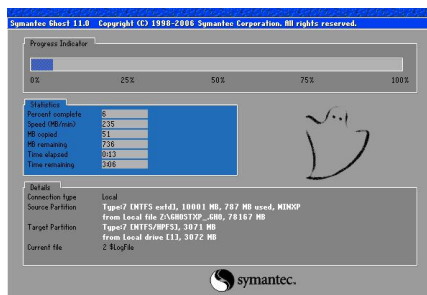 Symantec Ghost 11.0 Copyright (C) 1998-2006 Symantec Corporation. All rights reserved.
Progress Indicator
0% 25% 50% 75% 100%
Statistics
Percent complete 6
Speed (MB/min) 235
MB copied 51
MB remaining 736
Time elapsed 0:13
Time remaining 3:06
Details
Connection type Local
Source Partition Type:7 [NTFS extd], 10001 MB, 787 MB used, WINXP
from Local file Z:\GHOSTXP_.GHO, 78167 MB
Target Partition Type:7 [NTFS/HPFS], 3071 MB
from Local drive [1], 3072 MB
Current file 2 $LogFile
symantec.